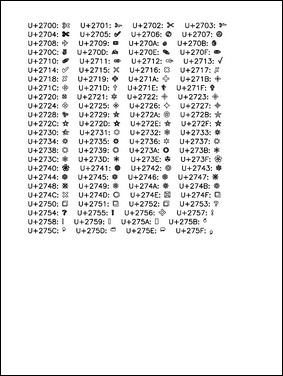 U+2700: ✀ U+2701: ✁ U+2702: ✂ U+2703: ✃
U+2704: ✄ U+2705: ✅ U+2706: ✆ U+2707: ✇
U+2708: ✈ U+2709: ✉ U+270A: ✊ U+270B: ✋
U+270C: ✌ U+270D: ✍ U+270E: ✎ U+270F: ✏
U+2710: ✐ U+2711: ✑ U+2712: ✒ U+2713: ✓
U+2714: ✔ U+2715: ✕ U+2716: ✖ U+2717: ✗
U+2718: ✘ U+2719: ✙ U+271A: ✚ U+271B: ✛
U+271C: ✜ U+271D: ✝ U+271E: ✞ U+271F: ✟
U+2720: ✠ U+2721: ✡ U+2722: ✢ U+2723: ✣
U+2724: ✤ U+2725: ✥ U+2726: ✦ U+2727: ✧
U+2728: ✨ U+2729: ✩ U+272A: ✪ U+272B: ✫
U+272C: ✬ U+272D: ✭ U+272E: ✮ U+272F: ✯
U+2730: ✰ U+2731: ✱ U+2732: ✲ U+2733: ✳
U+2734: ✴ U+2735: ✵ U+2736: ✶ U+2737: ✷
U+2738: ✸ U+2739: ✹ U+273A: ✺ U+273B: ✻
U+273C: ✼ U+273D: ✽ U+273E: ✾ U+273F: ✿
U+2740: ❀ U+2741: ❁ U+2742: ❂ U+2743: ❃
U+2744: ❄ U+2745: ❅ U+2746: ❆ U+2747: ❇
U+2748: ❈ U+2749: ❉ U+274A: ❊ U+274B: ❋
U+274C: ❌ U+274D: ❍ U+274E: ❎ U+274F: ❏
U+2750: ❐ U+2751: ❑ U+2752: ❒ U+2753: ❓
U+2754: ❔ U+2755: ❕ U+2756: ❖ U+2757: ❗
U+2758: ❘ U+2759: ❙ U+275A: ❚ U+275B: ❛
U+275C: ❜ U+275D: ❝ U+275E: ❞ U+275F: ❟